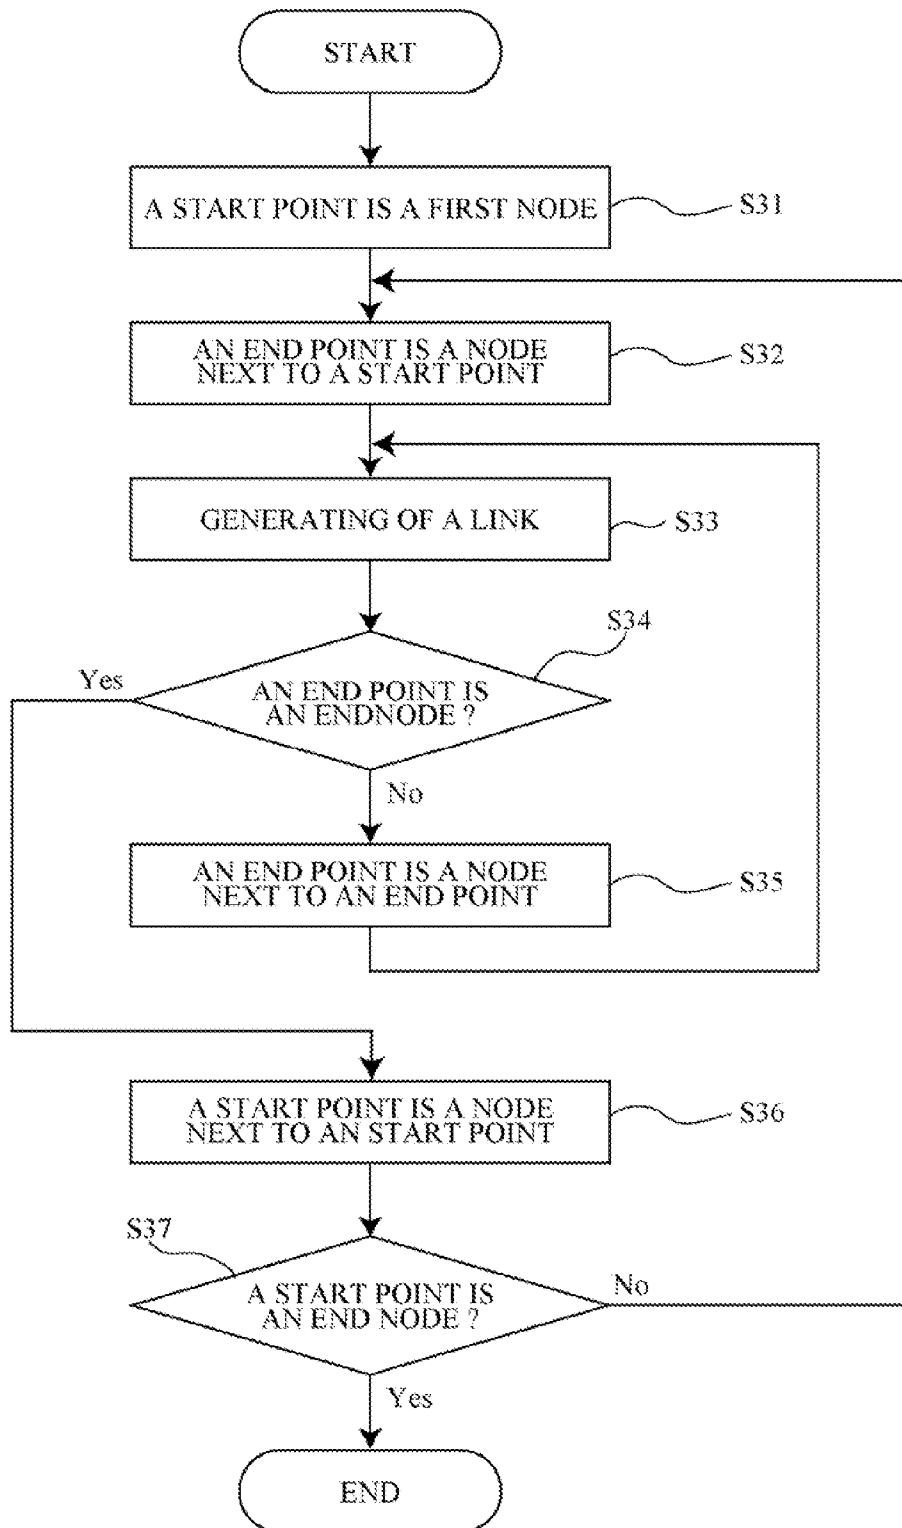 START
A START POINT IS A FIRST NODE
S31
AN END POINT IS A NODE
NEXT TO A START POINT
S32
GENERATING OF A LINK
S33
S34
Yes
AN END POINT IS
AN ENDNODE ?
No
AN END POINT IS A NODE
NEXT TO AN END POINT
S35
A START POINT IS A NODE
NEXT TO AN START POINT
S36
S37
A START POINT IS
AN END NODE ?
No
Yes
END